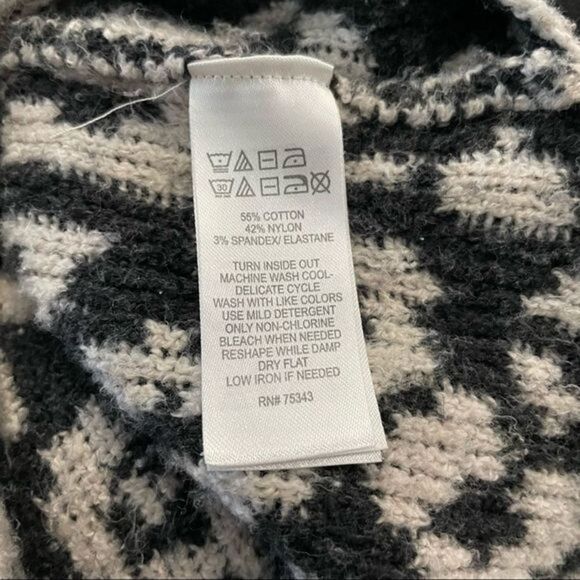 30
55% COTTON
42% NYLON
3% SPANDEX/ ELASTANE
TURN INSIDE OUT
MACHINE WASH COOL-
DELICATE CYCLE
WASH WITH LIKE COLORS
USE MILD DETERGENT
ONLY NON-CHLORINE
BLEACH WHEN NEEDED
RESHAPE WHILE DAMP
DRY FLAT
LOW IRON IF NEEDED
RN# 75343